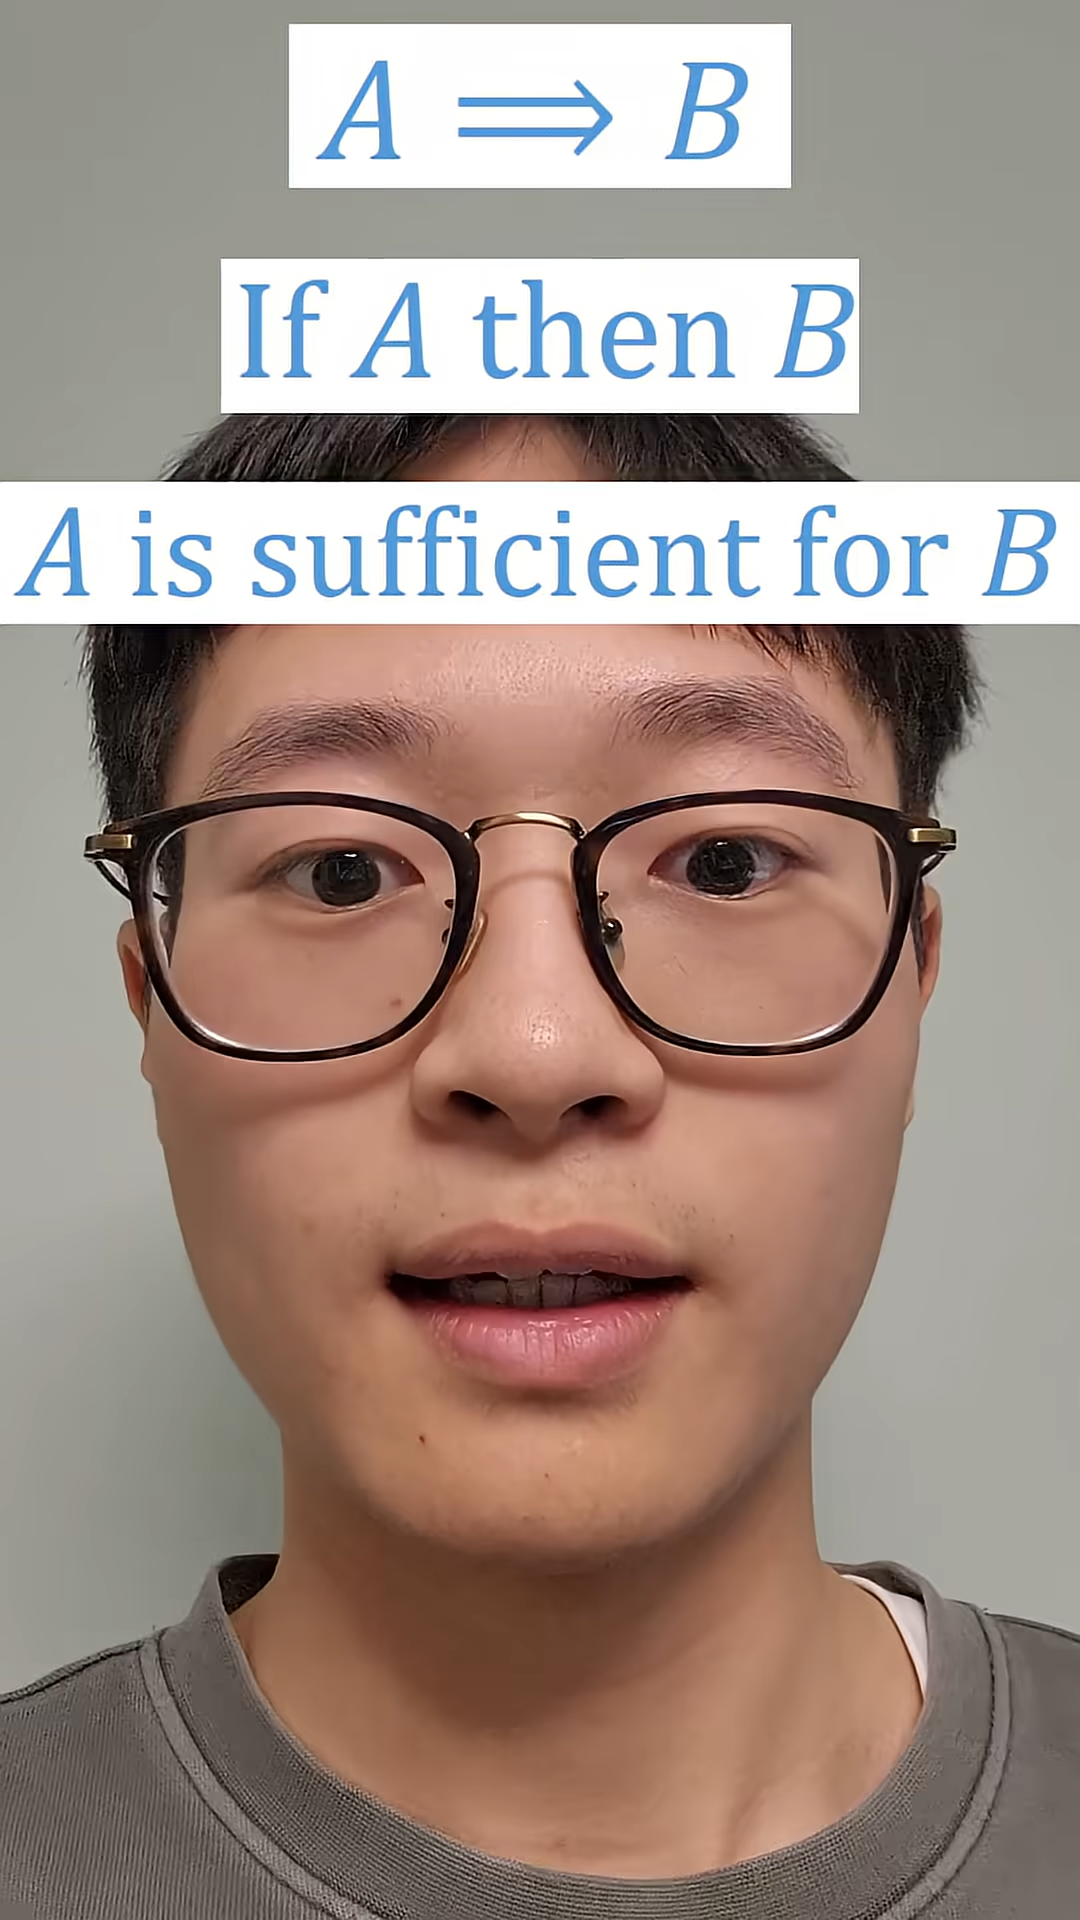 A ⟹ B
If A then B
A is sufficient for B